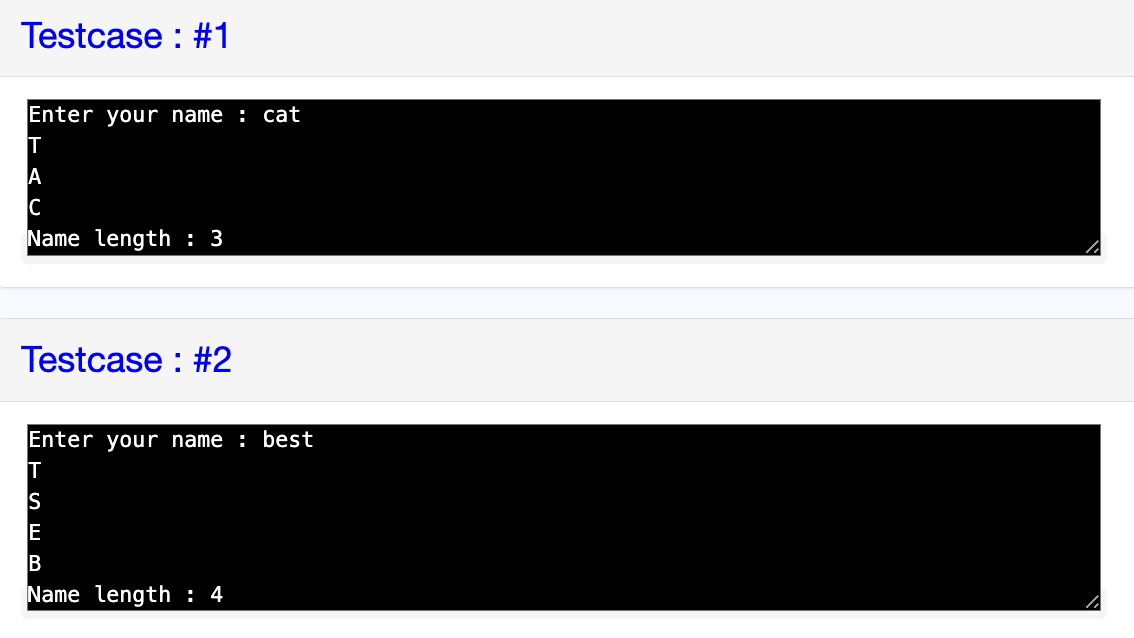 Testcase : #1
Enter your name : cat
T
A
C
Name length : 3
Testcase : #2
Enter your name : best
T
S
E
B
Name length : 4